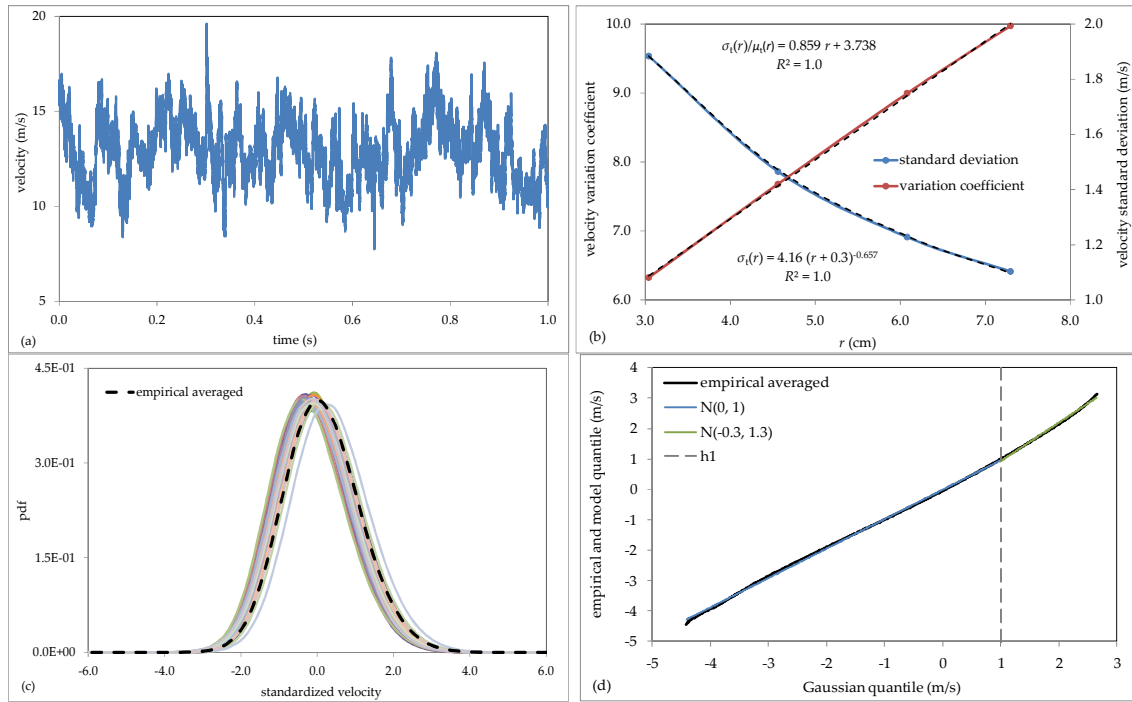 20
15
10
5
velocity (m/s)
0.0 0.2 0.4 0.6 0.8 1.0
time (s)
(a)
10.0
9.0
8.0
7.0
6.0
velocity variation coefficient
σt(r)/μt(r) = 0.859 r + 3.738
R² = 1.0
standard deviation
variation coefficient
σt(r) = 4.16 (r + 0.3)^-0.657
R² = 1.0
2.0
1.8
1.6
1.4
1.2
1.0
velocity standard deviation (m/s)
3.0 4.0 5.0 6.0 7.0 8.0
r (cm)
(b)
4.5E-01
3.0E-01
1.5E-01
0.0E+00
pdf
empirical averaged
-6.0 -4.0 -2.0 0.0 2.0 4.0 6.0
standardized velocity
(c)
4
3
2
1
0
-1
-2
-3
-4
-5
empirical and model quantile (m/s)
empirical averaged
N(0, 1)
N(-0.3, 1.3)
h1
-5 -4 -3 -2 -1 0 1 2 3 4
Gaussian quantile (m/s)
(d)